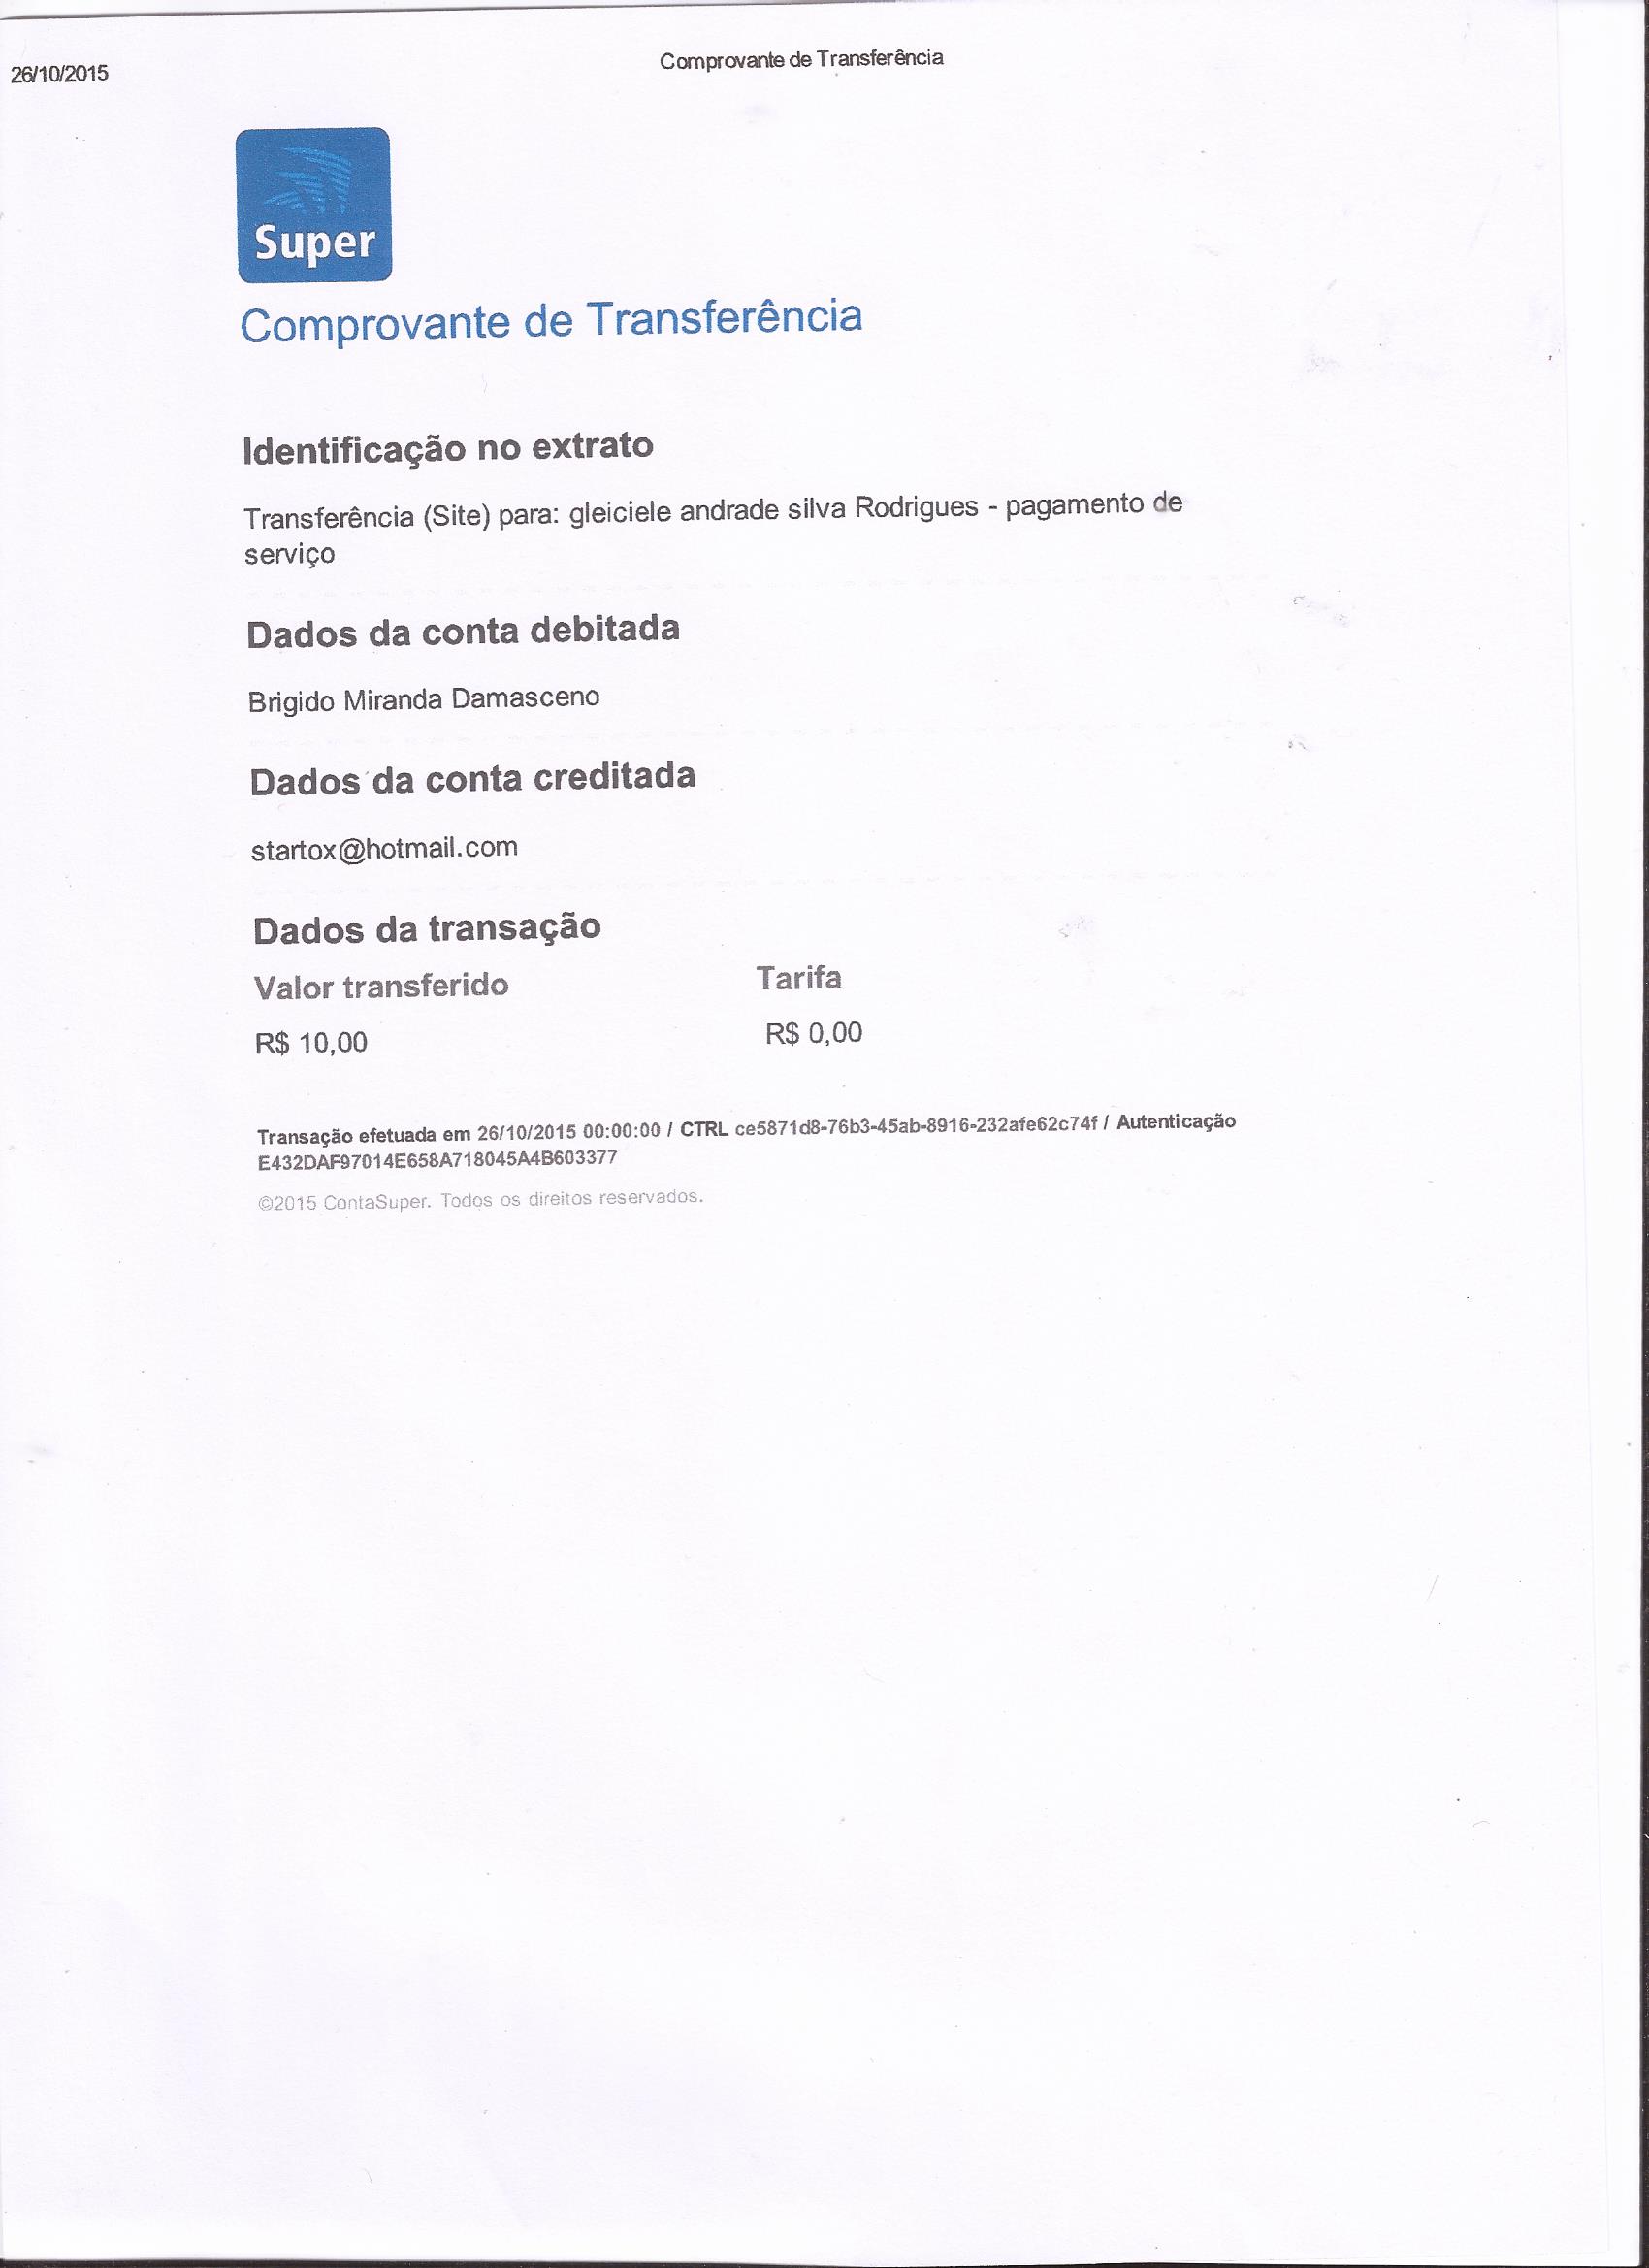 26/10/2015
Comprovante de Transferência
Super
Comprovante de Transferência
Identificação no extrato
Transferência (Site) para: gleiciele andrade silva Rodrigues - pagamento de
serviço
Dados da conta debitada
Brigido Miranda Damasceno
Dados da conta creditada
startox@hotmail.com
Dados da transação
Valor transferido Tarifa
R$ 10,00 R$ 0,00
Transação efetuada em 26/10/2015 00:00:00 / CTRL ce5871d8-76b3-45ab-8916-232afe62c74f / Autenticação
E432DAF97014E658A718045A4B603377
©2015 ContaSuper. Todos os direitos reservados.